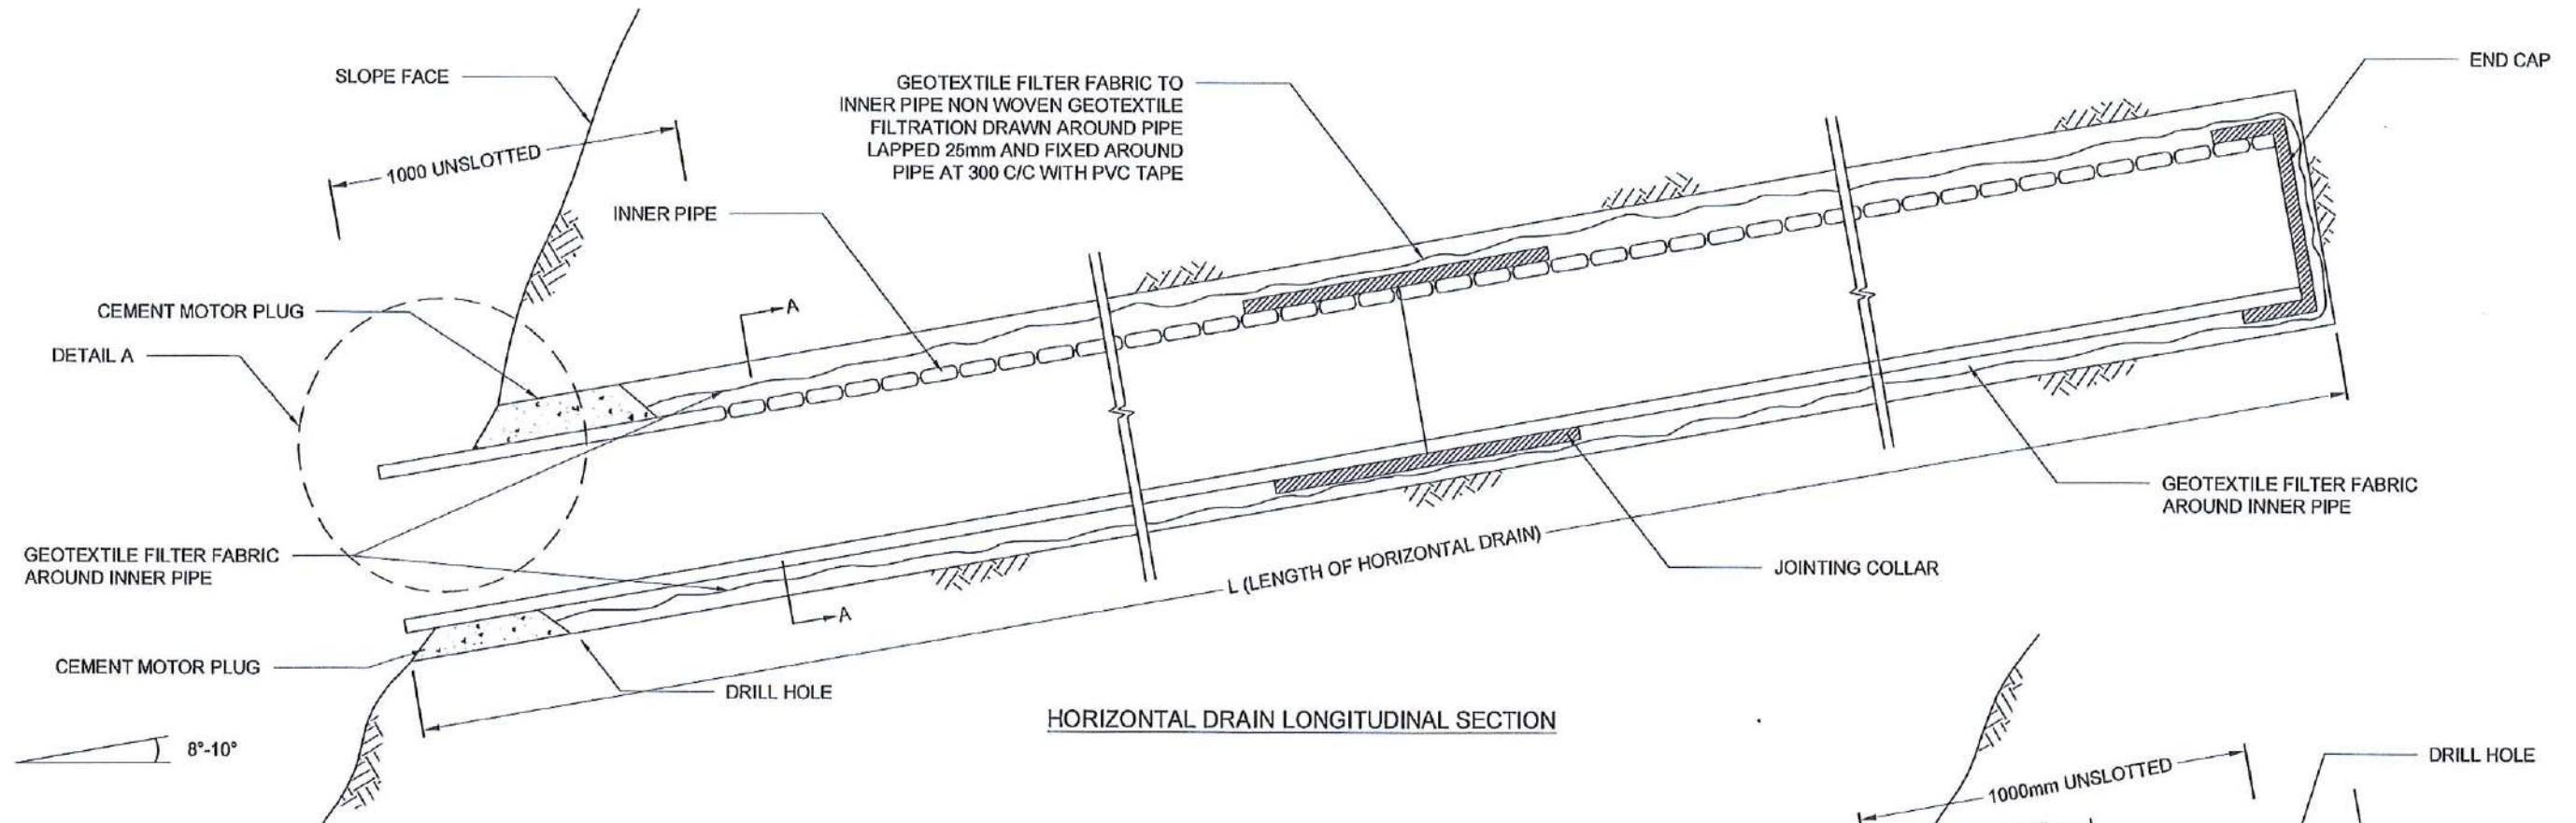 SLOPE FACE
1000 UNSLOTTED
GEOTEXTILE FILTER FABRIC TO
INNER PIPE NON WOVEN GEOTEXTILE
FILTRATION DRAWN AROUND PIPE
LAPPED 25mm AND FIXED AROUND
PIPE AT 300 C/C WITH PVC TAPE
END CAP
INNER PIPE
CEMENT MOTOR PLUG
A
DETAIL A
GEOTEXTILE FILTER FABRIC
AROUND INNER PIPE
GEOTEXTILE FILTER FABRIC
AROUND INNER PIPE
JOINTING COLLAR
L (LENGTH OF HORIZONTAL DRAIN)
A
CEMENT MOTOR PLUG
DRILL HOLE
HORIZONTAL DRAIN LONGITUDINAL SECTION
8°-10°
1000mm UNSLOTTED
DRILL HOLE